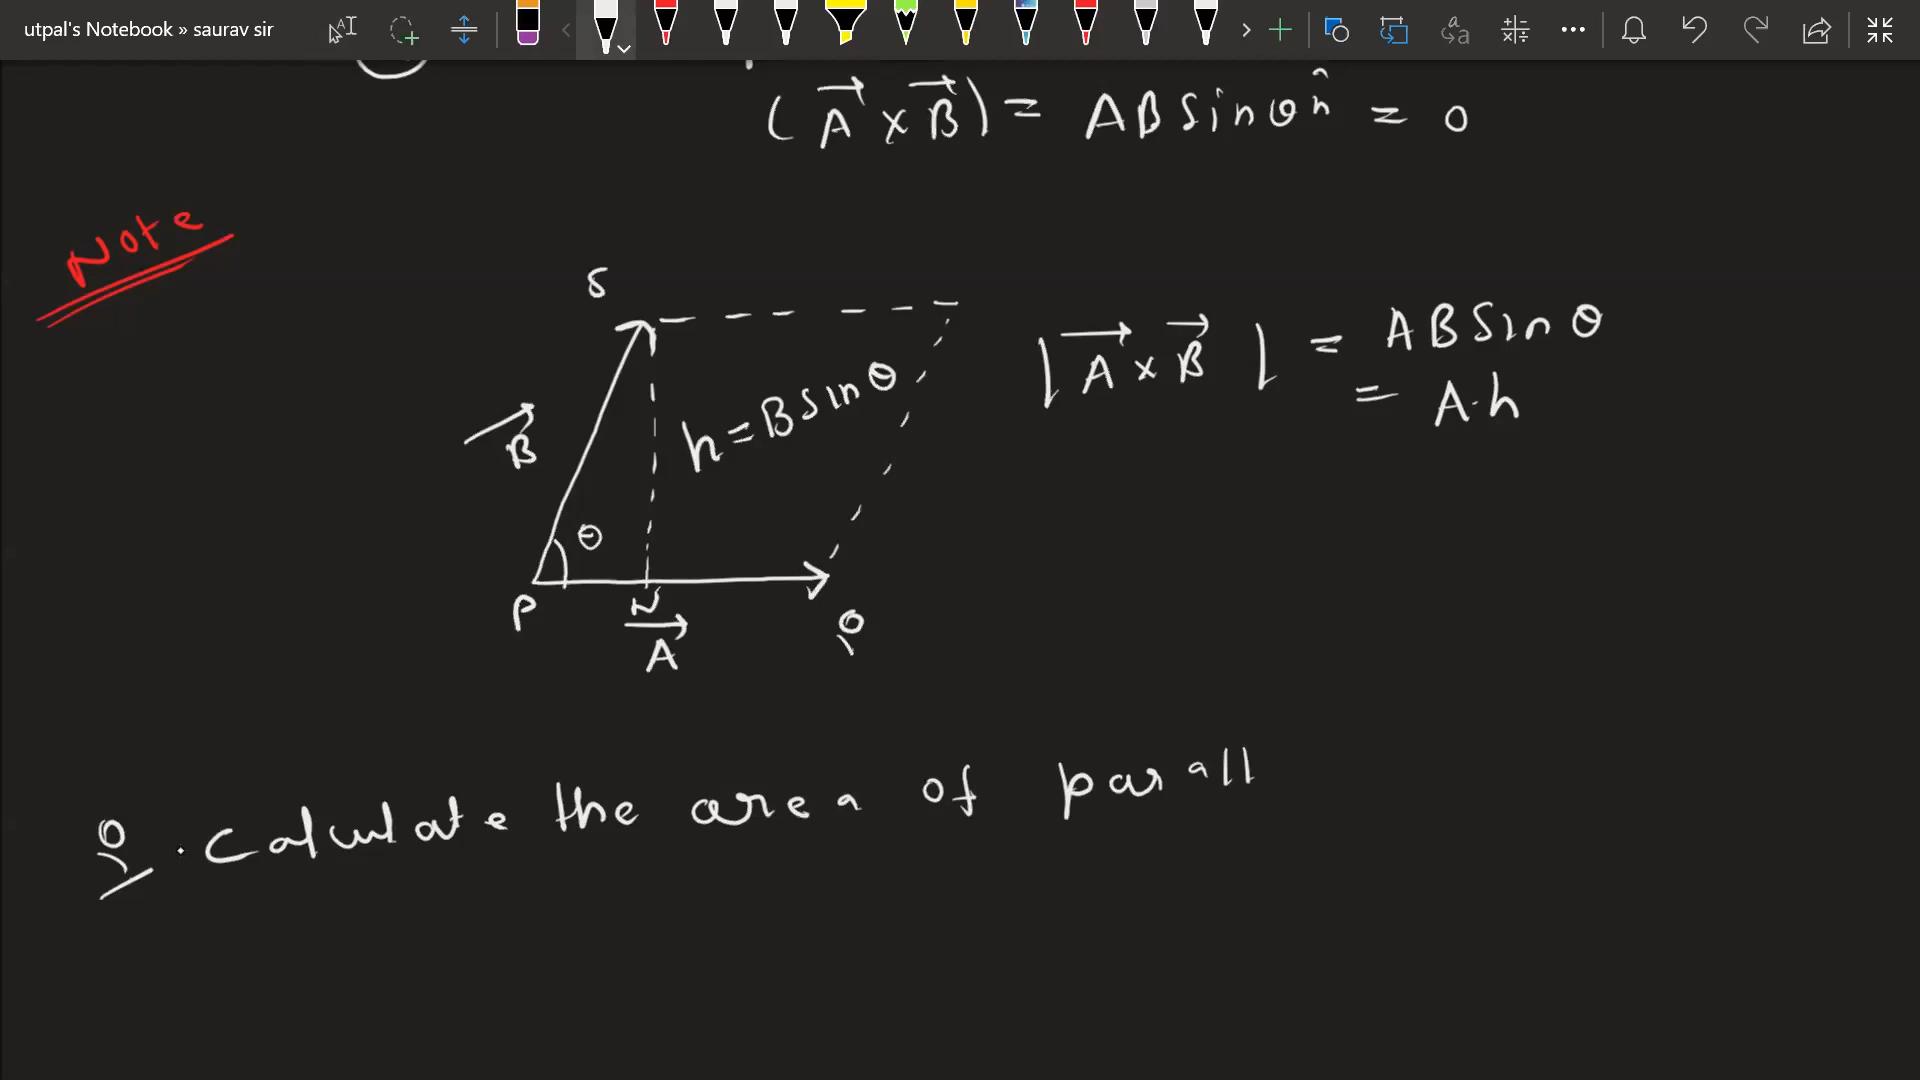 utpal's Notebook » saurav sir
(A⃗ × B⃗) = AB Sinθ n̂ = 0
Note
S
|A⃗ × B⃗| = AB Sinθ
= A·h
h = B sinθ
B⃗
θ
P
N
Q
A⃗
Q. Calculate the area of parall